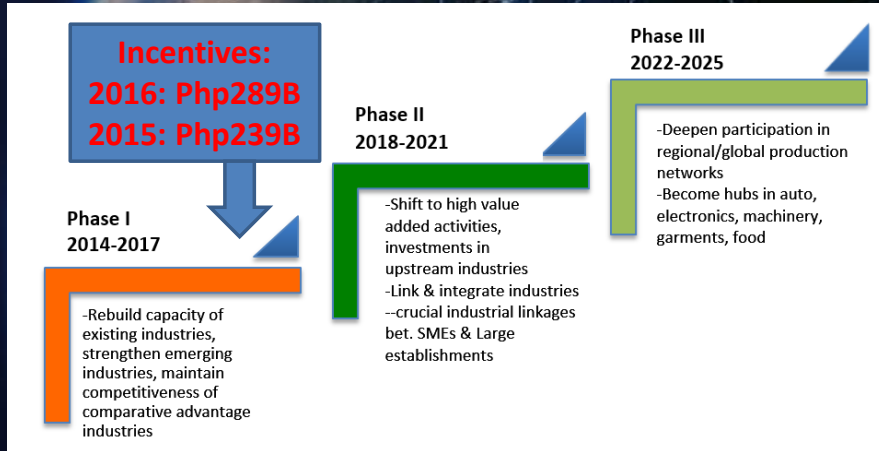 Incentives:
2016: Php289B
2015: Php239B
Phase I
2014-2017
-Rebuild capacity of
existing industries,
strengthen emerging
industries, maintain
competitiveness of
comparative advantage
industries
Phase II
2018-2021
-Shift to high value
added activities,
investments in
upstream industries
-Link & integrate industries
--crucial industrial linkages
bet. SMEs & Large
establishments
Phase III
2022-2025
-Deepen participation in
regional/global production
networks
-Become hubs in auto,
electronics, machinery,
garments, food